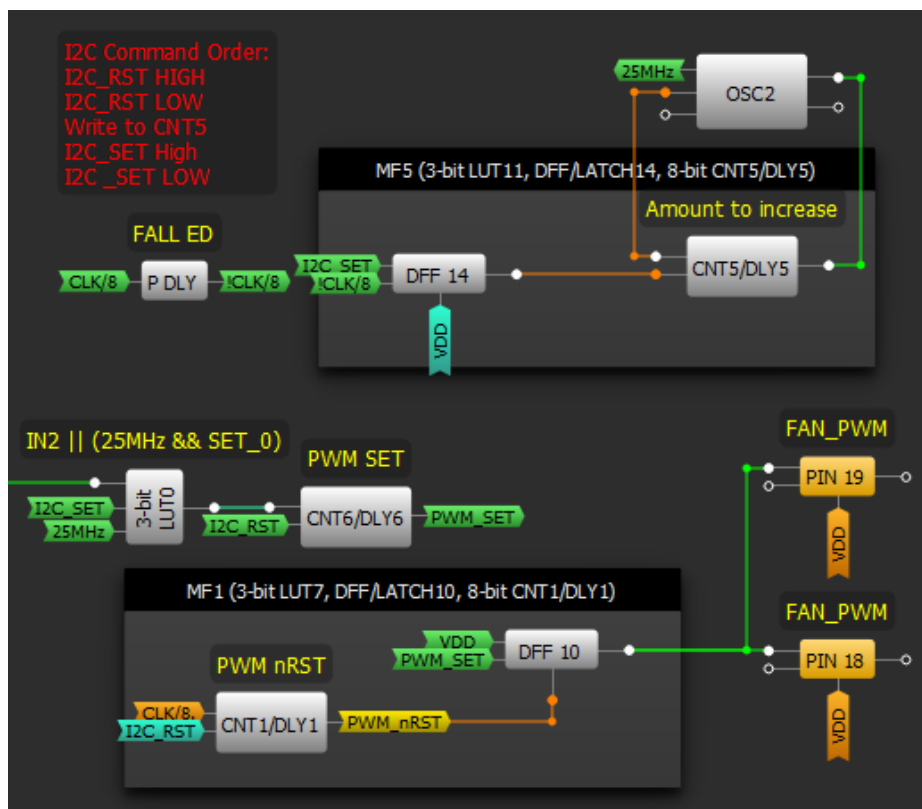 I2C Command Order:
I2C_RST HIGH
I2C_RST LOW
Write to CNT5
I2C_SET High
I2C _SET LOW
25MHz
OSC2
MF5 (3-bit LUT11, DFF/LATCH14, 8-bit CNT5/DLY5)
Amount to increase
FALL ED
CLK/8
P DLY
!CLK/8
I2C_SET
!CLK/8
DFF 14
CNT5/DLY5
VDD
IN2 || (25MHz && SET_0)
PWM SET
I2C_SET
25MHz
3-bit
LUT0
I2C_RST
CNT6/DLY6
PWM_SET
FAN_PWM
PIN 19
VDD
MF1 (3-bit LUT7, DFF/LATCH10, 8-bit CNT1/DLY1)
VDD
PWM_SET
DFF 10
PWM nRST
CLK/8.
I2C_RST
CNT1/DLY1
PWM_nRST
FAN_PWM
PIN 18
VDD